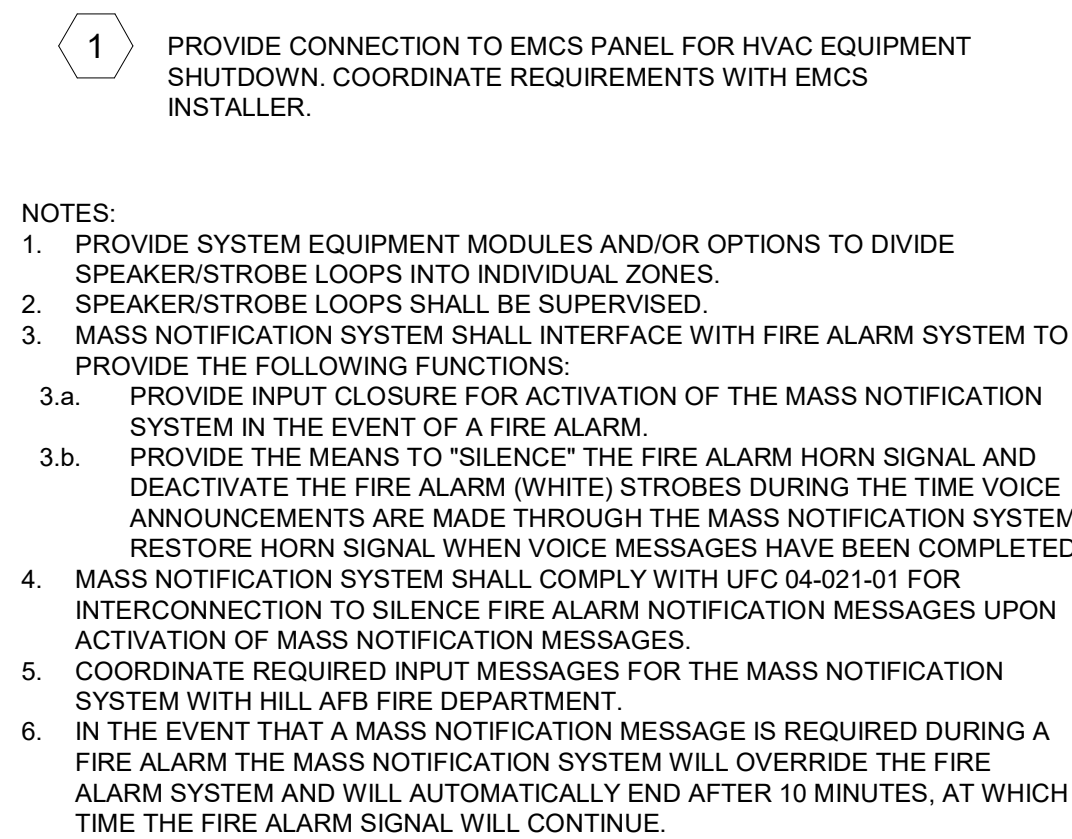 1
PROVIDE CONNECTION TO EMCS PANEL FOR HVAC EQUIPMENT
SHUTDOWN. COORDINATE REQUIREMENTS WITH EMCS
INSTALLER.
NOTES:
1. PROVIDE SYSTEM EQUIPMENT MODULES AND/OR OPTIONS TO DIVIDE
SPEAKER/STROBE LOOPS INTO INDIVIDUAL ZONES.
2. SPEAKER/STROBE LOOPS SHALL BE SUPERVISED.
3. MASS NOTIFICATION SYSTEM SHALL INTERFACE WITH FIRE ALARM SYSTEM TO
PROVIDE THE FOLLOWING FUNCTIONS:
3.a. PROVIDE INPUT CLOSURE FOR ACTIVATION OF THE MASS NOTIFICATION
SYSTEM IN THE EVENT OF A FIRE ALARM.
3.b. PROVIDE THE MEANS TO "SILENCE" THE FIRE ALARM HORN SIGNAL AND
DEACTIVATE THE FIRE ALARM (WHITE) STROBES DURING THE TIME VOICE
ANNOUNCEMENTS ARE MADE THROUGH THE MASS NOTIFICATION SYSTEM
RESTORE HORN SIGNAL WHEN VOICE MESSAGES HAVE BEEN COMPLETED
4. MASS NOTIFICATION SYSTEM SHALL COMPLY WITH UFC 04-021-01 FOR
INTERCONNECTION TO SILENCE FIRE ALARM NOTIFICATION MESSAGES UPON
ACTIVATION OF MASS NOTIFICATION MESSAGES.
5. COORDINATE REQUIRED INPUT MESSAGES FOR THE MASS NOTIFICATION
SYSTEM WITH HILL AFB FIRE DEPARTMENT.
6. IN THE EVENT THAT A MASS NOTIFICATION MESSAGE IS REQUIRED DURING A
FIRE ALARM THE MASS NOTIFICATION SYSTEM WILL OVERRIDE THE FIRE
ALARM SYSTEM AND WILL AUTOMATICALLY END AFTER 10 MINUTES, AT WHICH
TIME THE FIRE ALARM SIGNAL WILL CONTINUE.